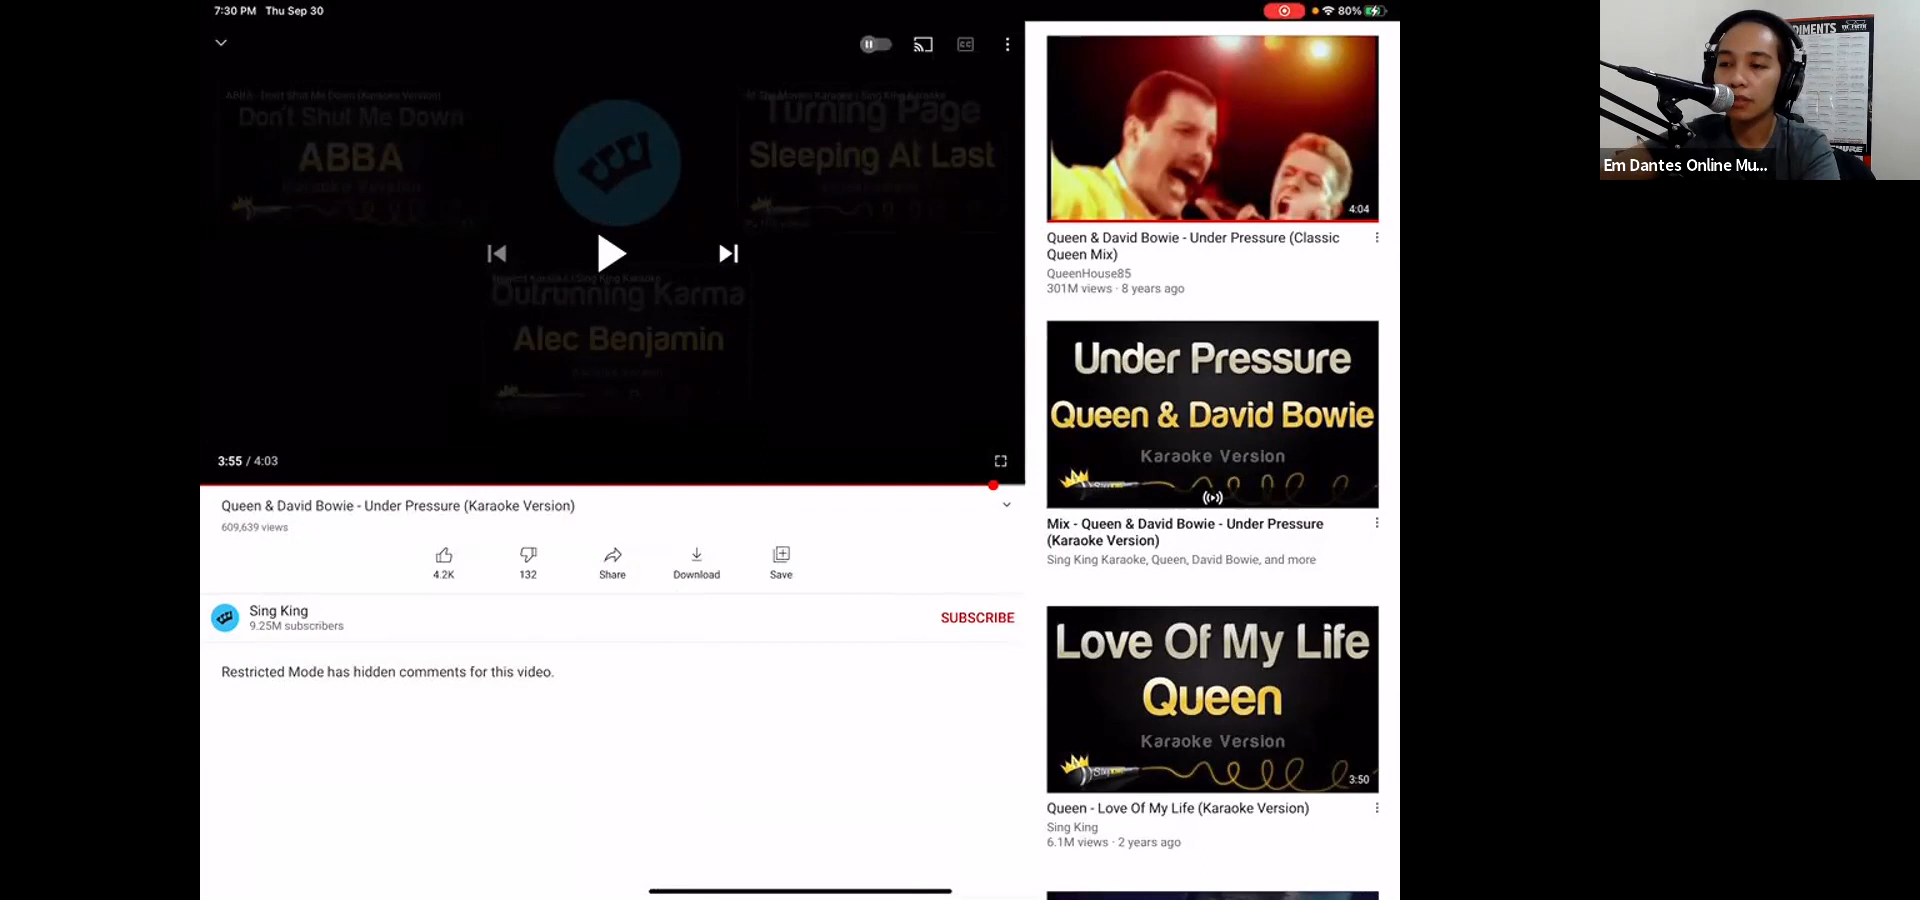 7:30 PM Thu Sep 30
80%
CC
ABBA - Don't Shut Me Down (Karaoke Version)
Don't Shut Me Down
ABBA
Karaoke Version
Turning Page
Sleeping At Last
Outrunning Karma
Alec Benjamin
3:55 / 4:03
Queen & David Bowie - Under Pressure (Karaoke Version)
609,639 views
4.2K
132
Share
Download
Save
Sing King
9.25M subscribers
SUBSCRIBE
Restricted Mode has hidden comments for this video.
4:04
Queen & David Bowie - Under Pressure (Classic
Queen Mix)
QueenHouse85
301M views · 8 years ago
Under Pressure
Queen & David Bowie
Karaoke Version
Mix - Queen & David Bowie - Under Pressure
(Karaoke Version)
Sing King Karaoke, Queen, David Bowie, and more
Love Of My Life
Queen
Karaoke Version
SingKing
3:50
Queen - Love Of My Life (Karaoke Version)
Sing King
6.1M views · 2 years ago
DIMENTS
Em Dantes Online Mu...